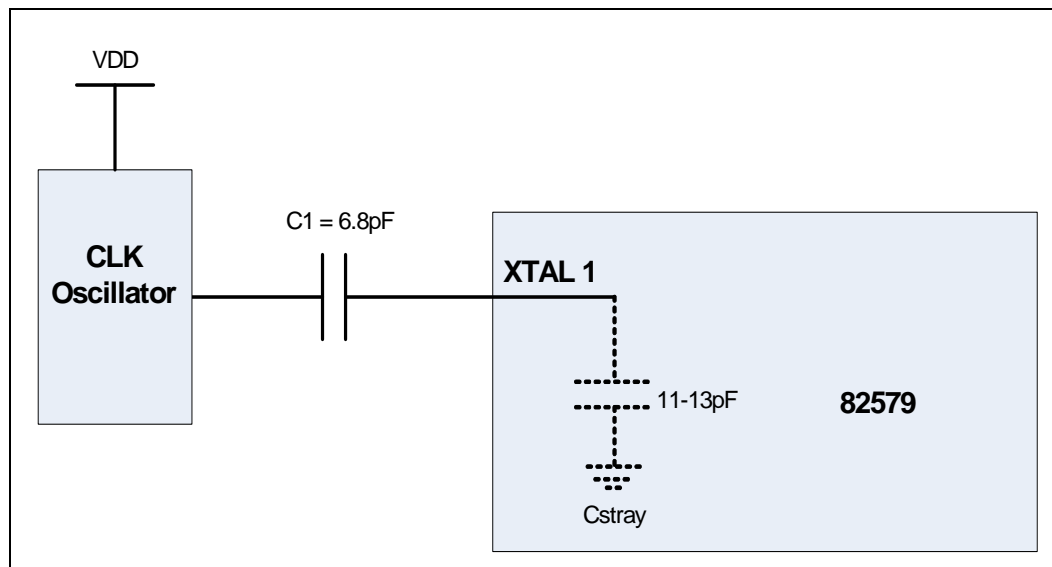 VDD
CLK
Oscillator
C1 = 6.8pF
XTAL 1
11-13pF
82579
Cstray